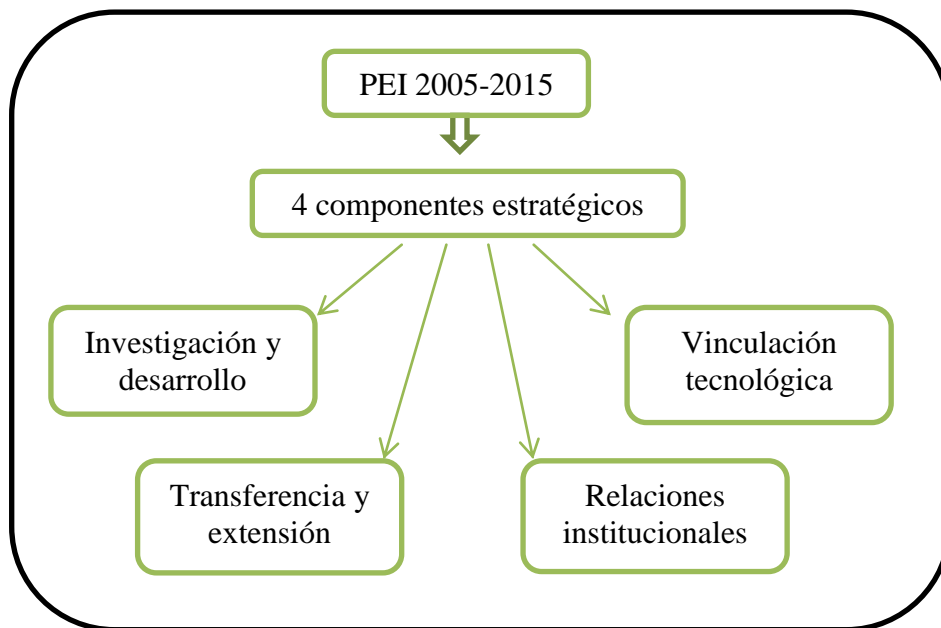 PEI 2005-2015
4 componentes estratégicos
Investigación y
desarrollo
Vinculación
tecnológica
Transferencia y
extensión
Relaciones
institucionales